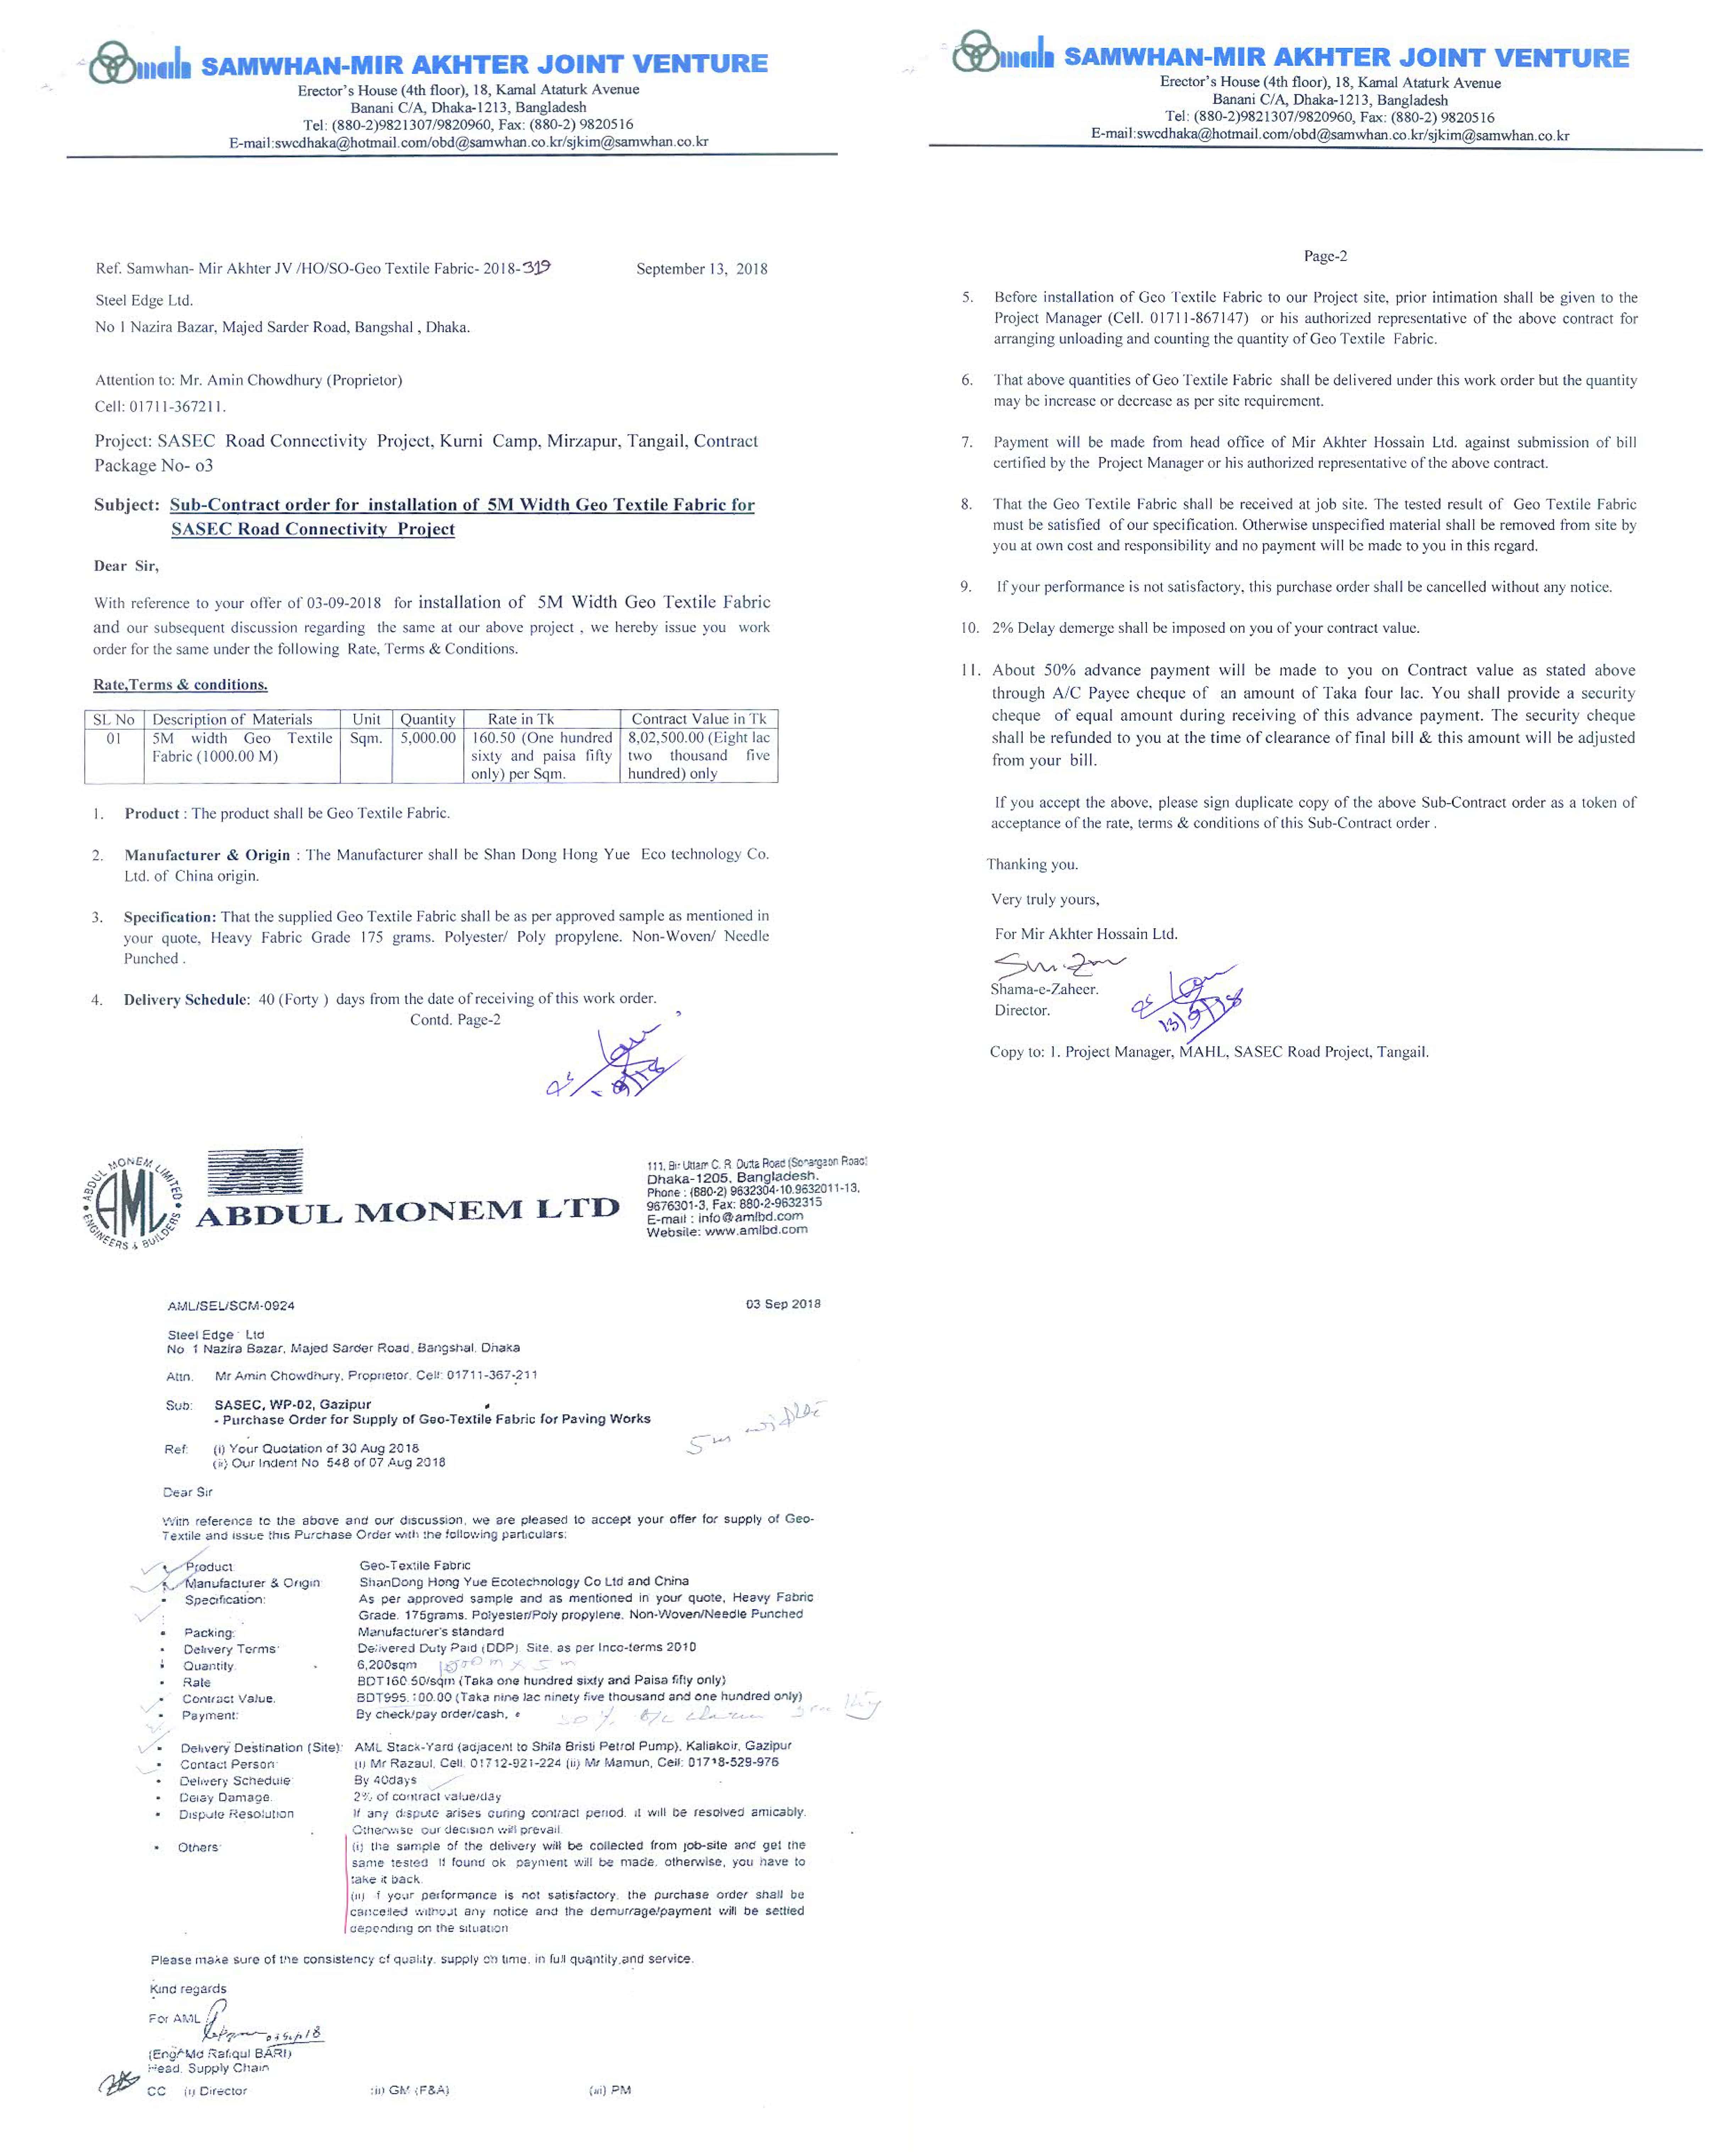 maln SAMWHAN-MIR AKHTER JOINT VENTURE
Erector's House (4th floor), 18, Kamal Ataturk Avenue
Banani C/A, Dhaka-1213, Bangladesh
Tel: (880-2)9821307/9820960, Fax: (880-2) 9820516
E-mail:swcdhaka@hotmail.com/obd@samwhan.co.kr/sjkim@samwhan.co.kr
Ref. Samwhan- Mir Akhter JV /HO/SO-Geo Textile Fabric- 2018-319 September 13, 2018
Steel Edge Ltd.
No 1 Nazira Bazar, Majed Sarder Road, Bangshal , Dhaka.
Attention to: Mr. Amin Chowdhury (Proprietor)
Cell: 01711-367211.
Project: SASEC Road Connectivity Project, Kurni Camp, Mirzapur, Tangail, Contract
Package No- o3
Subject: Sub-Contract order for installation of 5M Width Geo Textile Fabric for
SASEC Road Connectivity Project
Dear Sir,
With reference to your offer of 03-09-2018 for installation of 5M Width Geo Textile Fabric
and our subsequent discussion regarding the same at our above project , we hereby issue you work
order for the same under the following Rate, Terms & Conditions.
Rate,Terms & conditions.
SL No Description of Materials Unit Quantity Rate in Tk Contract Value in Tk
01 5M width Geo Textile Sqm. 5,000.00 160.50 (One hundred 8,02,500.00 (Eight lac
Fabric (1000.00 M) sixty and paisa fifty two thousand five
only) per Sqm. hundred) only
1. Product : The product shall be Geo Textile Fabric.
2. Manufacturer & Origin : The Manufacturer shall be Shan Dong Hong Yue Eco technology Co.
Ltd. of China origin.
3. Specification: That the supplied Geo Textile Fabric shall be as per approved sample as mentioned in
your quote, Heavy Fabric Grade 175 grams. Polyester/ Poly propylene. Non-Woven/ Needle
Punched .
4. Delivery Schedule: 40 (Forty ) days from the date of receiving of this work order.
Contd. Page-2
maln SAMWHAN-MIR AKHTER JOINT VENTURE
Erector's House (4th floor), 18, Kamal Ataturk Avenue
Banani C/A, Dhaka-1213, Bangladesh
Tel: (880-2)9821307/9820960, Fax: (880-2) 9820516
E-mail:swcdhaka@hotmail.com/obd@samwhan.co.kr/sjkim@samwhan.co.kr
Page-2
5. Before installation of Geo Textile Fabric to our Project site, prior intimation shall be given to the
Project Manager (Cell. 01711-867147) or his authorized representative of the above contract for
arranging unloading and counting the quantity of Geo Textile Fabric.
6. That above quantities of Geo Textile Fabric shall be delivered under this work order but the quantity
may be increase or decrease as per site requirement.
7. Payment will be made from head office of Mir Akhter Hossain Ltd. against submission of bill
certified by the Project Manager or his authorized representative of the above contract.
8. That the Geo Textile Fabric shall be received at job site. The tested result of Geo Textile Fabric
must be satisfied of our specification. Otherwise unspecified material shall be removed from site by
you at own cost and responsibility and no payment will be made to you in this regard.
9. If your performance is not satisfactory, this purchase order shall be cancelled without any notice.
10. 2% Delay demerge shall be imposed on you of your contract value.
11. About 50% advance payment will be made to you on Contract value as stated above
through A/C Payee cheque of an amount of Taka four lac. You shall provide a security
cheque of equal amount during receiving of this advance payment. The security cheque
shall be refunded to you at the time of clearance of final bill & this amount will be adjusted
from your bill.
If you accept the above, please sign duplicate copy of the above Sub-Contract order as a token of
acceptance of the rate, terms & conditions of this Sub-Contract order .
Thanking you.
Very truly yours,
For Mir Akhter Hossain Ltd.
Shama-e-Zaheer.
Director.
13/9/18
Copy to: 1. Project Manager, MAHL, SASEC Road Project, Tangail.
ABDUL MONEM LIMITED
AML
ENGINEERS & BUILDERS
ABDUL MONEM LTD
111, Bir Uttam C. R. Dutta Road (Sonargaon Road)
Dhaka-1205, Bangladesh.
Phone : (880-2) 9632304-10.9632011-13,
9676301-3, Fax: 880-2-9632315
E-mail : info@amlbd.com
Website: www.amlbd.com
AML/SEL/SCM-0924 03 Sep 2018
Steel Edge Ltd
No 1 Nazira Bazar, Majed Sarder Road, Bangshal, Dhaka
Attn. Mr Amin Chowdhury, Proprietor. Cell: 01711-367-211
Sub: SASEC, WP-02, Gazipur
- Purchase Order for Supply of Geo-Textile Fabric for Paving Works
5m width
Ref: (i) Your Quotation of 30 Aug 2018
(ii) Our Indent No 548 of 07 Aug 2018
Dear Sir
With reference to the above and our discussion, we are pleased to accept your offer for supply of Geo-
Textile and issue this Purchase Order with the following particulars:
• Product: Geo-Textile Fabric
• Manufacturer & Origin ShanDong Hong Yue Ecotechnology Co Ltd and China
• Specification: As per approved sample and as mentioned in your quote, Heavy Fabric
Grade. 175grams. Polyester/Poly propylene. Non-Woven/Needle Punched
• Packing: Manufacturer's standard
• Delivery Terms: Delivered Duty Paid (DDP) Site. as per Inco-terms 2010
• Quantity 6,200sqm 1000 m x 5 m
• Rate BDT160.50/sqm (Taka one hundred sixty and Paisa fifty only)
• Contract Value. BDT995,100.00 (Taka nine lac ninety five thousand and one hundred only)
• Payment: By check/pay order/cash, 50%
• Delivery Destination (Site): AML Stack-Yard (adjacent to Shila Bristi Petrol Pump), Kaliakoir, Gazipur
• Contact Person: (i) Mr Razaul, Cell. 01712-921-224 (ii) Mr Mamun, Cell: 01718-529-976
• Delivery Schedule By 40days
• Delay Damage. 2% of contract value/day
• Dispute Resolution If any dispute arises during contract period, it will be resolved amicably.
Otherwise our decision will prevail.
• Others: (i) the sample of the delivery will be collected from job-site and get the
same tested If found ok payment will be made. otherwise, you have to
take it back.
(ii) if your performance is not satisfactory, the purchase order shall be
cancelled without any notice and the demurrage/payment will be settled
depending on the situation
Please make sure of the consistency of quality, supply on time, in full quantity and service.
Kind regards
For AML
(Engr Md Rafiqul BARI)
Head, Supply Chain
CC (i) Director (ii) GM (F&A) (iii) PM